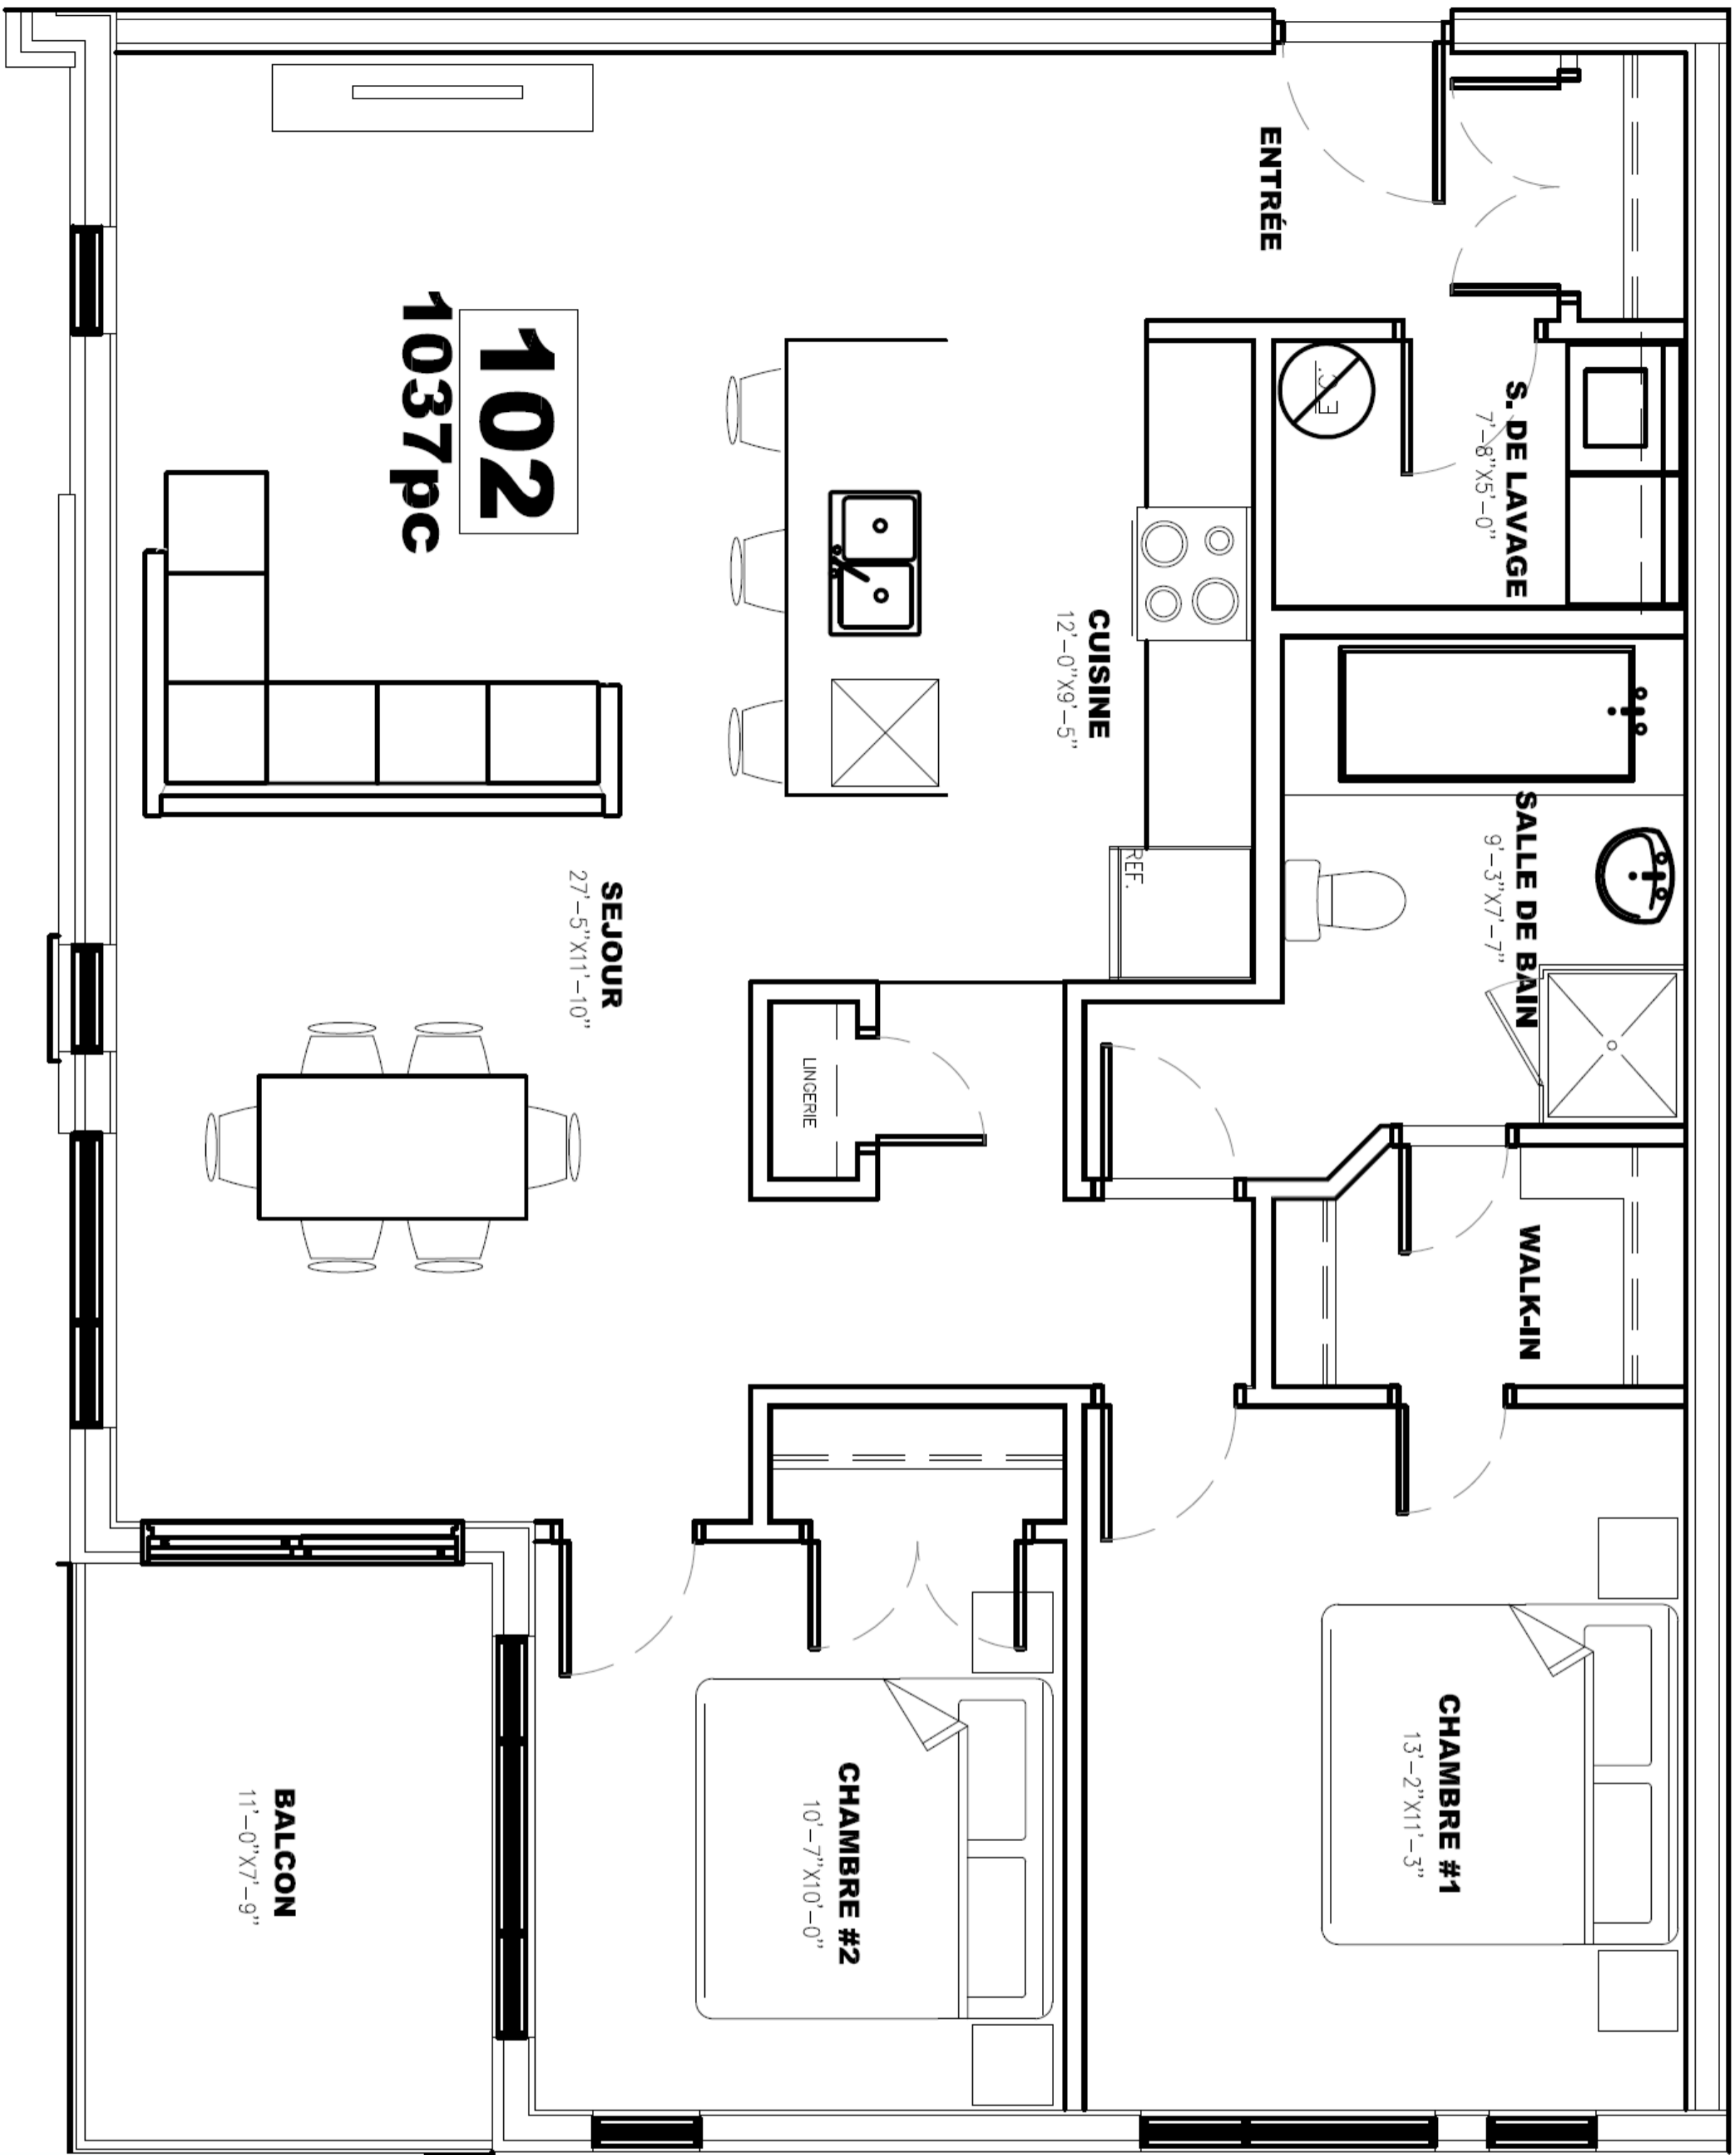 ENTRÉE
S. DE LAVAGE
7'-8"X5'-0"
E.C.
102
1037pc
CUISINE
12'-0"X9'-5"
REF.
SALLE DE BAIN
9'-3"X7'-7"
SEJOUR
27'-5"X11'-10"
LINGERIE
WALK-IN
CHAMBRE #1
13'-2"X11'-3"
CHAMBRE #2
10'-7"X10'-0"
BALCON
11'-0"X7'-9"